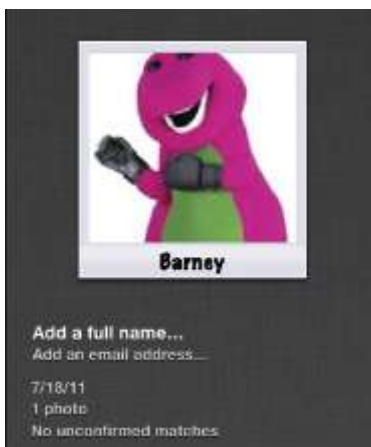 Barney
Add a full name...
Add an email address...
7/18/11
1 photo
No unconfirmed matches